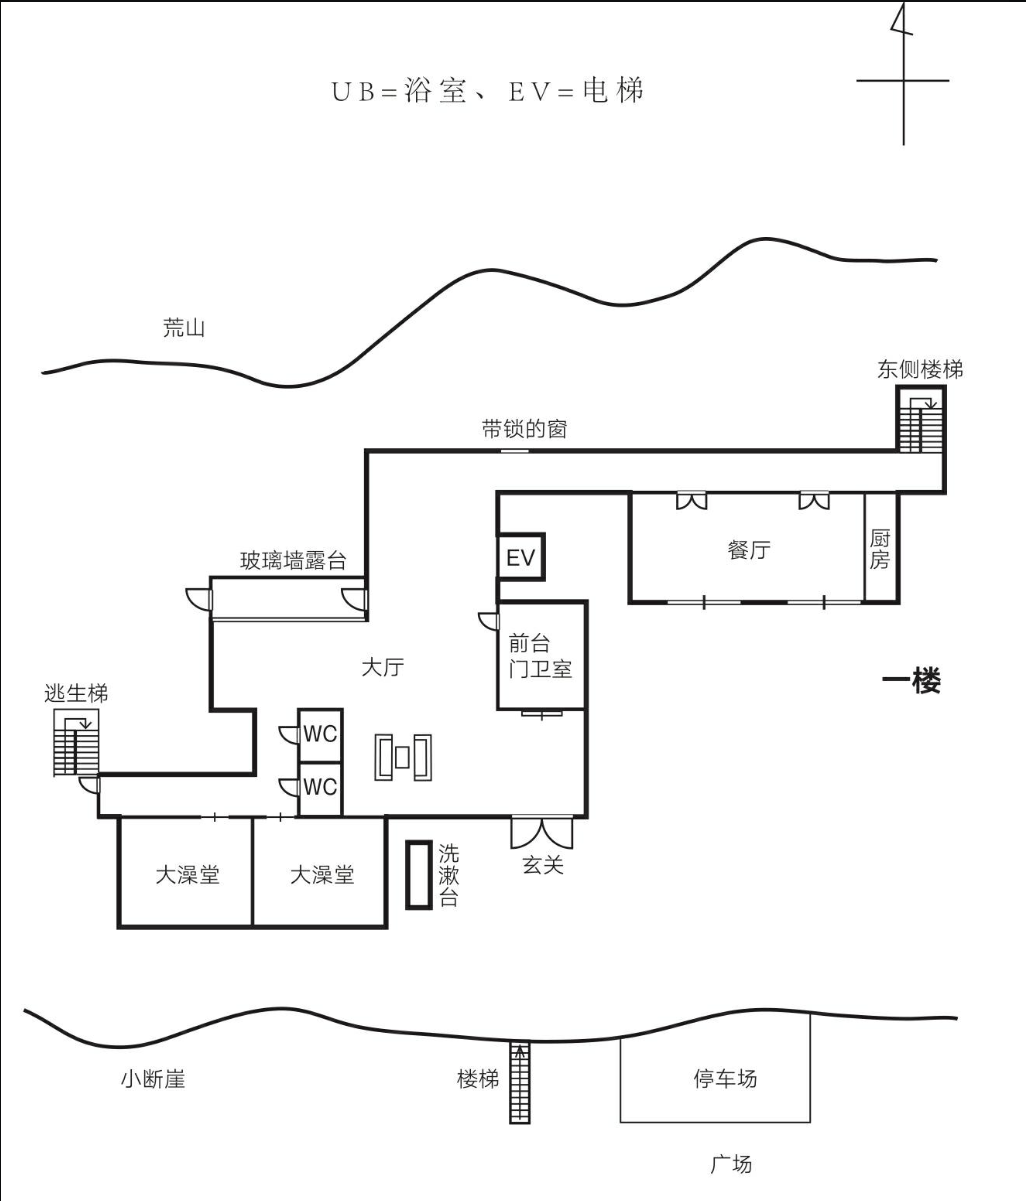 UB=浴室、EV=电梯
荒山
东侧楼梯
带锁的窗
玻璃墙露台
EV
餐厅
厨房
前台
门卫室
大厅
一楼
逃生梯
WC
WC
大澡堂
大澡堂
洗漱台
玄关
小断崖
楼梯
停车场
广场